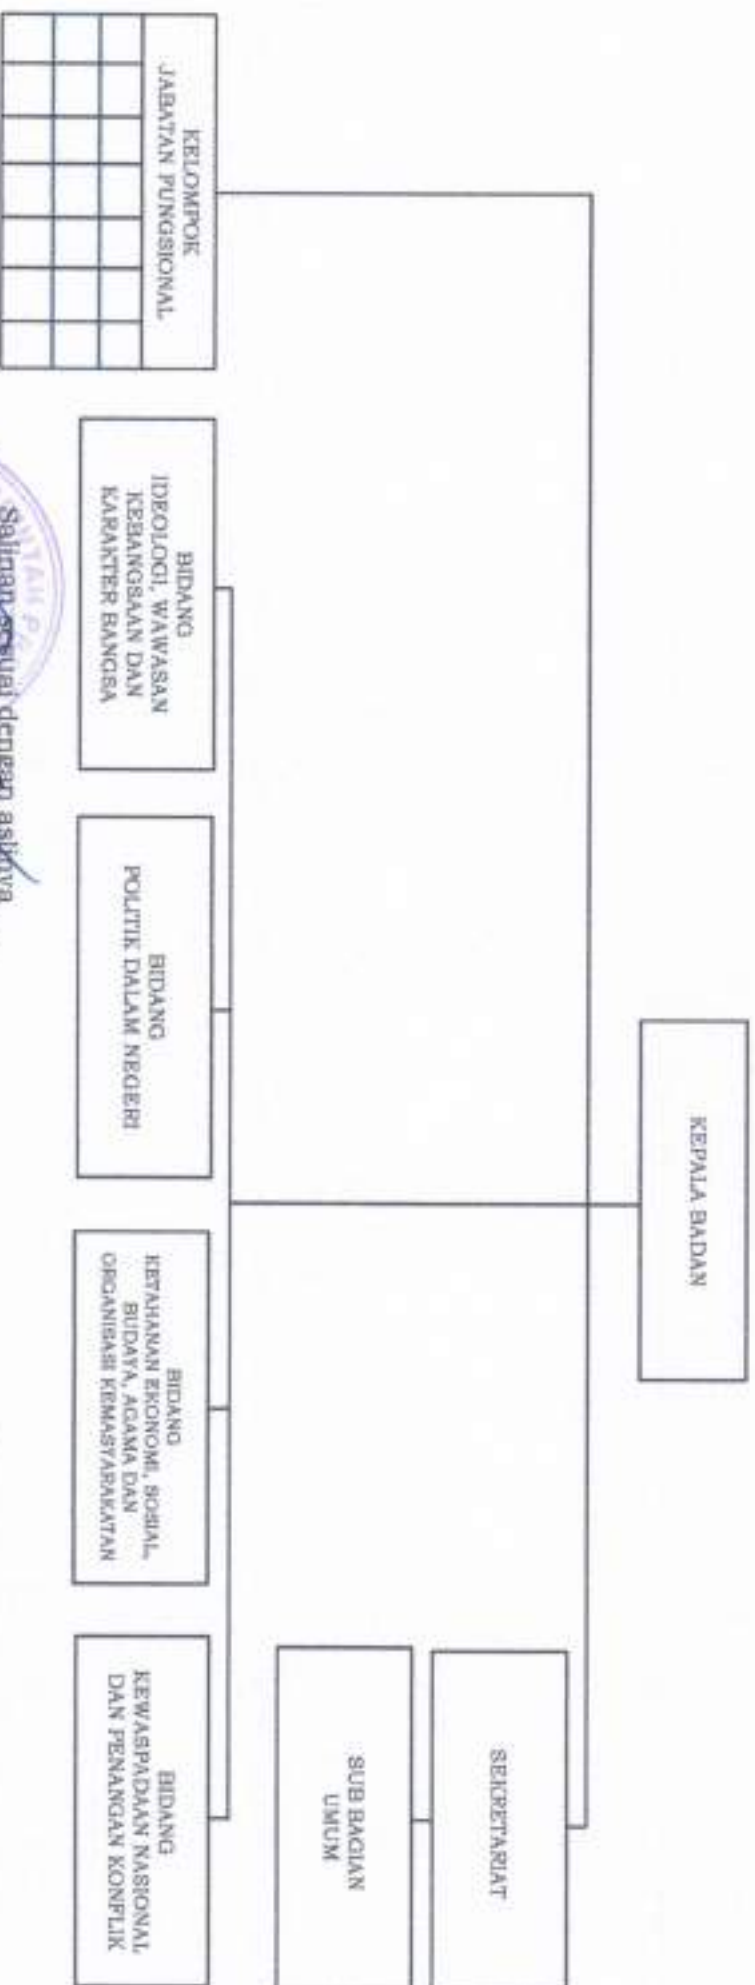 KEPALA BADAN
SEKRETARIAT
SUB BAGIAN
UMUM
KELOMPOK
JABATAN FUNGSIONAL
BIDANG
IDEOLOGI, WAWASAN
KEBANGSAAN DAN
KARAKTER BANGSA
BIDANG
POLITIK DALAM NEGERI
BIDANG
KETAHANAN EKONOMI, SOSIAL,
BUDAYA, AGAMA DAN
ORGANISASI KEMASYARAKATAN
BIDANG
KEWASPADAAN NASIONAL
DAN PENANGAN KONFLIK
Salinan sesuai dengan aslinya